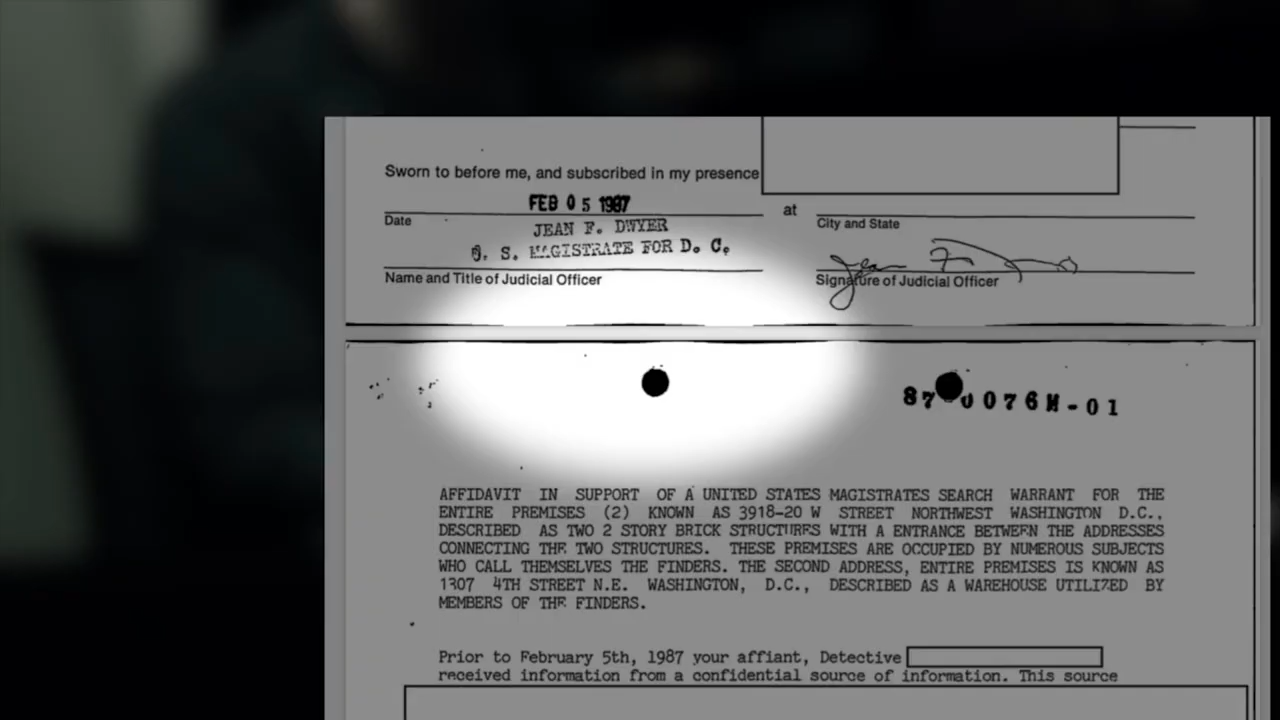 Sworn to before me, and subscribed in my presence
FEB 05 1987
at
Date
City and State
JEAN F. DWYER
U. S. MAGISTRATE FOR D. C.
Name and Title of Judicial Officer
Signature of Judicial Officer
87 0076M-01
AFFIDAVIT IN SUPPORT OF A UNITED STATES MAGISTRATES SEARCH WARRANT FOR THE
ENTIRE PREMISES (2) KNOWN AS 3918-20 W STREET NORTHWEST WASHINGTON D.C.,
DESCRIBED AS TWO 2 STORY BRICK STRUCTURES WITH A ENTRANCE BETWEEN THE ADDRESSES
CONNECTING THE TWO STRUCTURES. THESE PREMISES ARE OCCUPIED BY NUMEROUS SUBJECTS
WHO CALL THEMSELVES THE FINDERS. THE SECOND ADDRESS, ENTIRE PREMISES IS KNOWN AS
1307 4TH STREET N.E. WASHINGTON, D.C., DESCRIBED AS A WAREHOUSE UTILIZED BY
MEMBERS OF THE FINDERS.
Prior to February 5th, 1987 your affiant, Detective
received information from a confidential source of information. This source